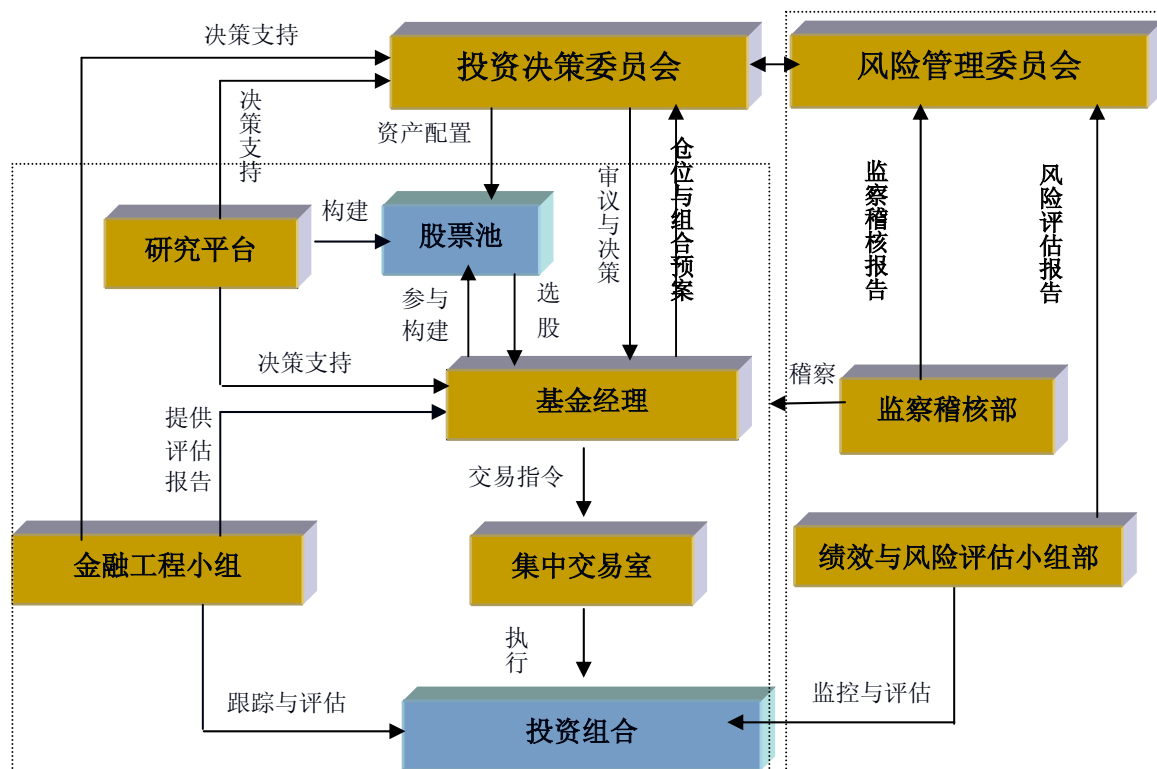 决策支持
投资决策委员会
风险管理委员会
决策支持
资产配置
审议与决策
仓位与组合预案
监察稽核报告
风险评估报告
构建
股票池
研究平台
参与
构建
选股
决策支持
基金经理
稽察
监察稽核部
提供
评估
报告
交易指令
金融工程小组
集中交易室
绩效与风险评估小组部
执行
跟踪与评估
投资组合
监控与评估